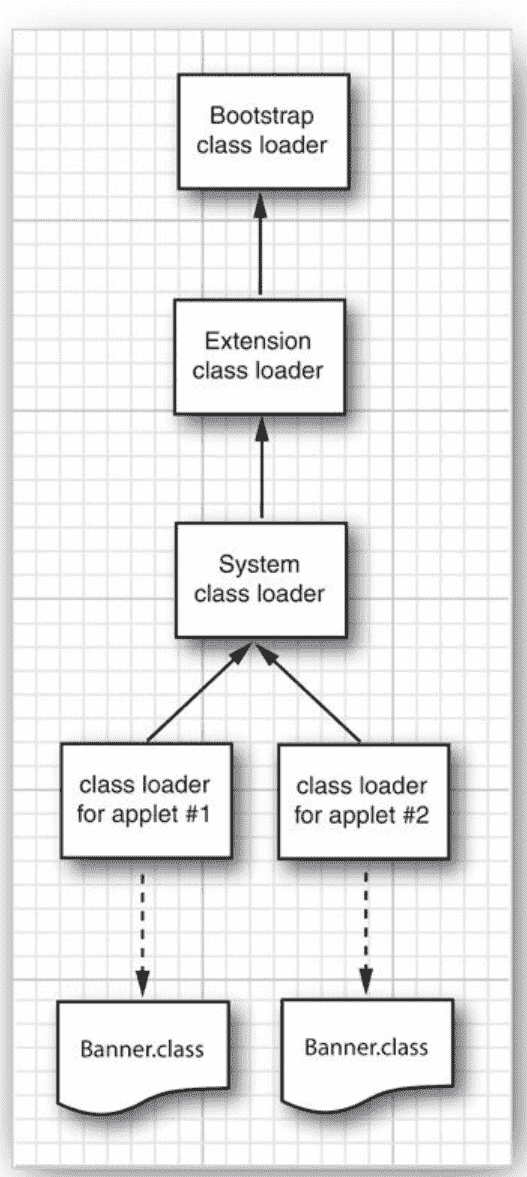 Bootstrap
class loader
Extension
class loader
System
class loader
class loader
for applet #1
class loader
for applet #2
Banner.class
Banner.class